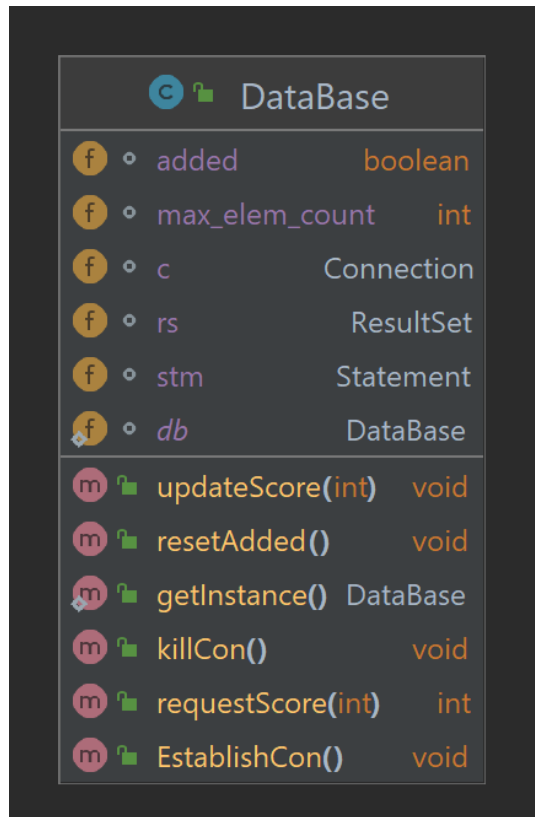 C DataBase
f added boolean
f max_elem_count int
f c Connection
f rs ResultSet
f stm Statement
f db DataBase
m updateScore(int) void
m resetAdded() void
m getInstance() DataBase
m killCon() void
m requestScore(int) int
m EstablishCon() void